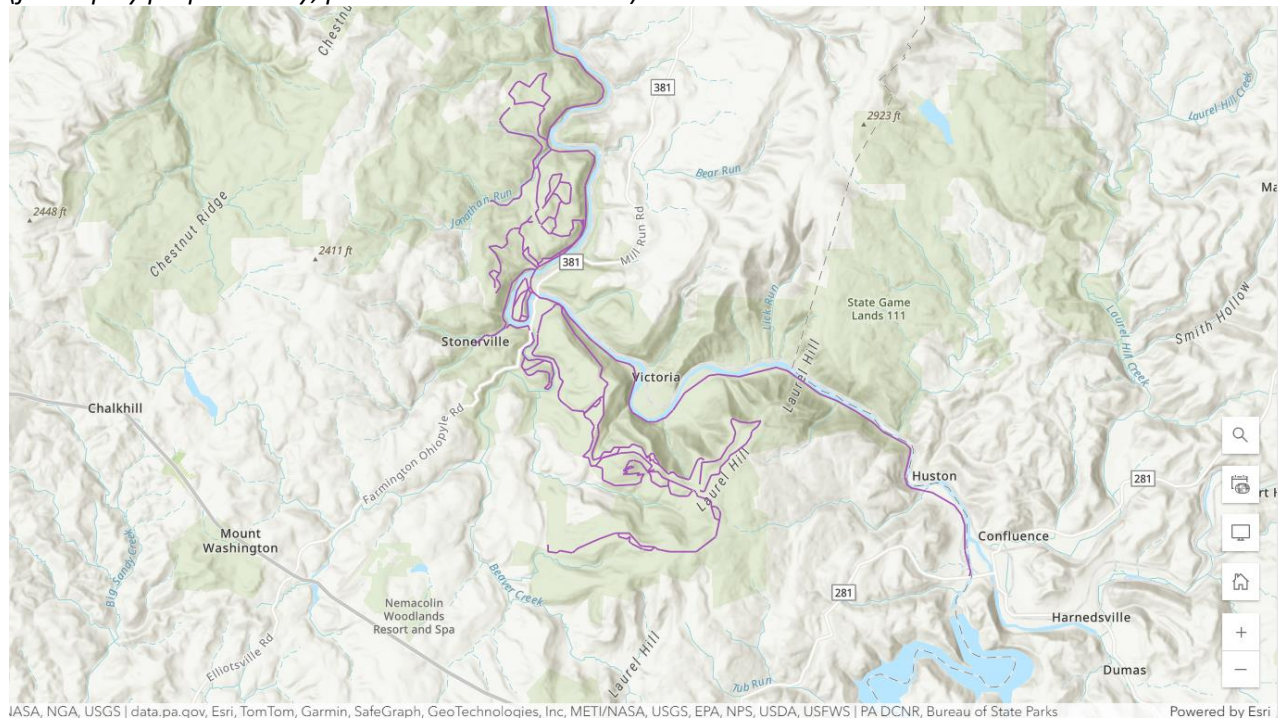 Chestnut
381
2923 ft
Laurel Hill Creek
Bear Run
Jonathan Run
Chestnut Ridge
2448 ft
2411 ft
Mill Run Rd
381
Lick Run
State Game
Lands 111
Laurel Hill Creek
Smith Hollow
Stonerville
Victoria
Laurel Hill
Chalkhill
Farmington Ohiopyle Rd
Laurel Hill
Huston
281
Mount
Washington
Confluence
Big Sandy Creek
Beaver Creek
Nemacolin
Woodlands
Resort and Spa
281
Harnedsville
Elliotsville Rd
Laurel Hill
Tub Run
Dumas
NASA, NGA, USGS | data.pa.gov, Esri, TomTom, Garmin, SafeGraph, GeoTechnologies, Inc, METI/NASA, USGS, EPA, NPS, USDA, USFWS | PA DCNR, Bureau of State Parks
Powered by Esri